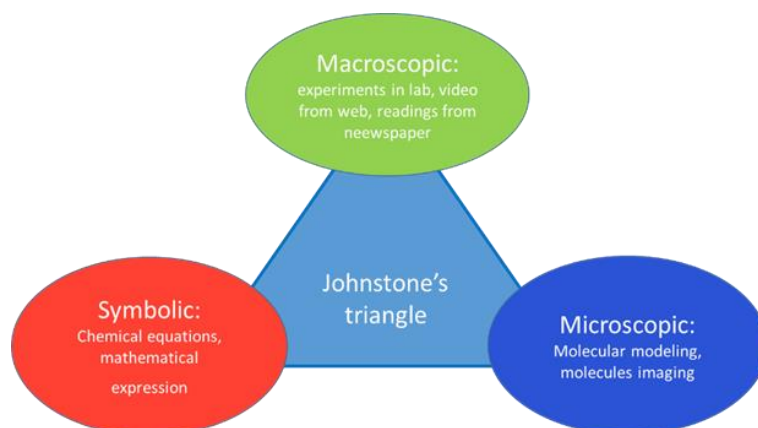 Macroscopic:
experiments in lab, video
from web, readings from
neewspaper
Johnstone's
triangle
Symbolic:
Chemical equations,
mathematical
expression
Microscopic:
Molecular modeling,
molecules imaging